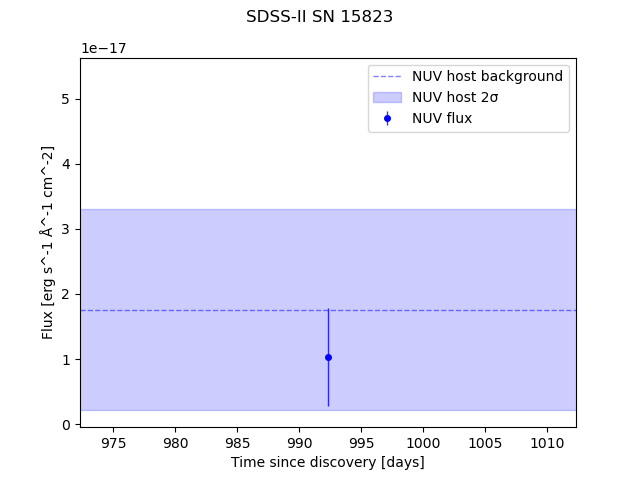 SDSS-II SN 15823
1e−17
NUV host background
NUV host 2σ
NUV flux
5
4
3
2
1
0
Flux [erg s^-1 Å^-1 cm^-2]
975 980 985 990 995 1000 1005 1010
Time since discovery [days]